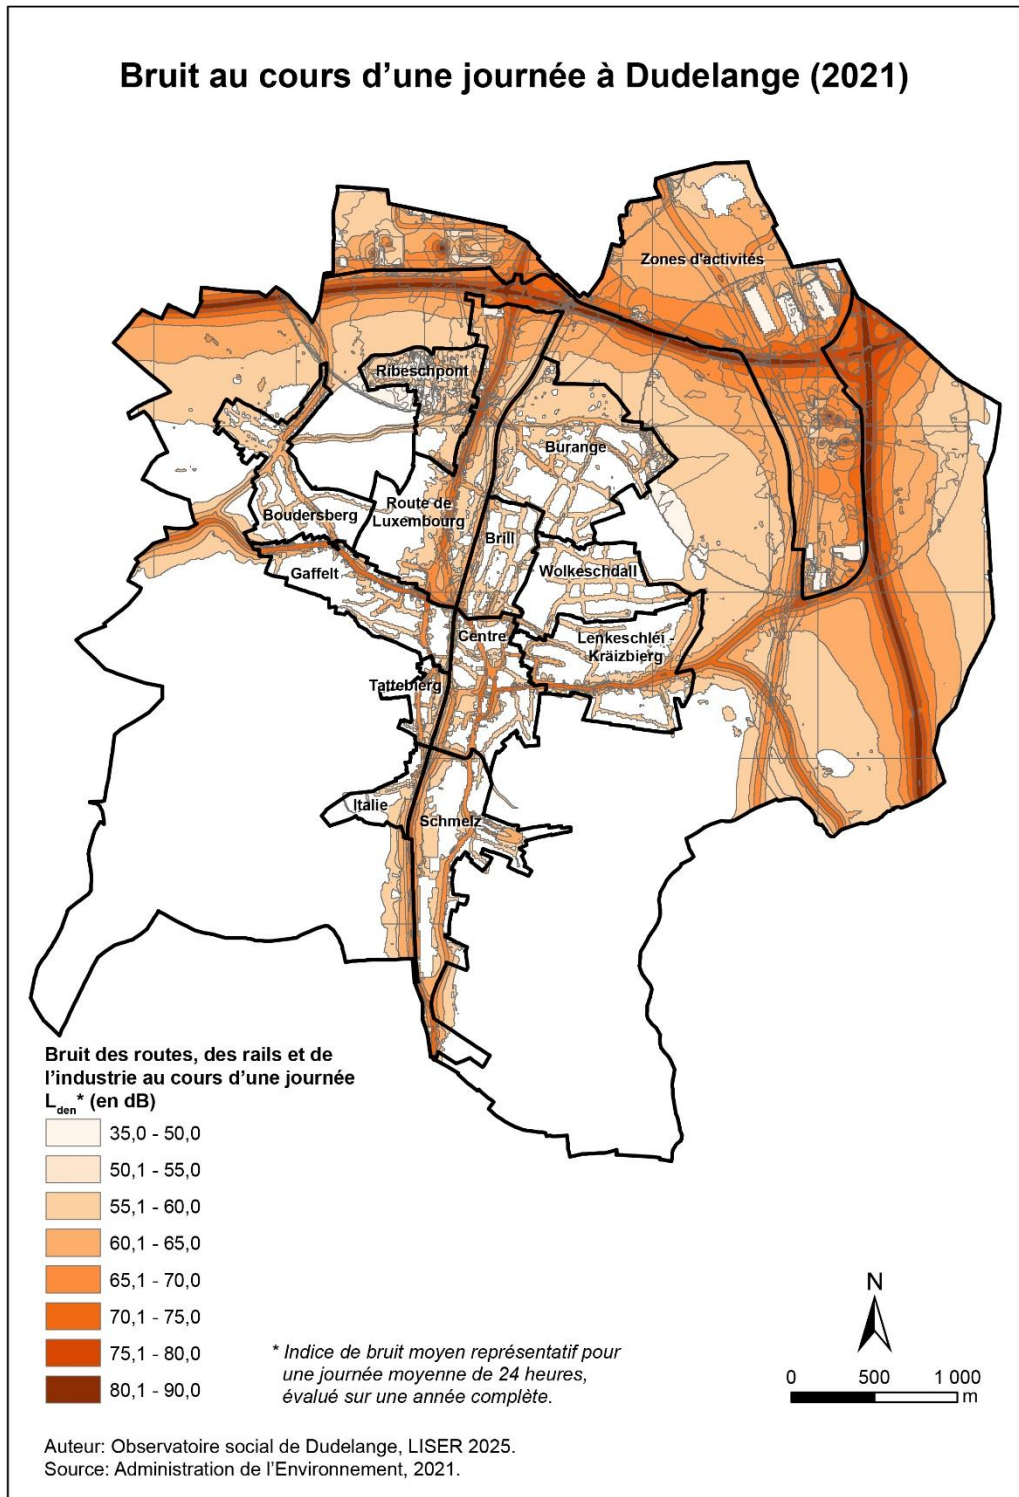 Bruit au cours d’une journée à Dudelange (2021)
Zones d'activités
Ribeschpont
Burange
Route de
Luxembourg
Boudersberg
Brill
Gaffelt
Wolkeschdall
Centre
Lenkeschléi -
Kräizbierg
Tattebierg
Italie
Schmelz
Bruit des routes, des rails et de
l’industrie au cours d’une journée
Lden* (en dB)
35,0 - 50,0
50,1 - 55,0
55,1 - 60,0
60,1 - 65,0
65,1 - 70,0
70,1 - 75,0
75,1 - 80,0
80,1 - 90,0
* Indice de bruit moyen représentatif pour
une journée moyenne de 24 heures,
évalué sur une année complète.
N
0 500 1 000
m
Auteur: Observatoire social de Dudelange, LISER 2025.
Source: Administration de l’Environnement, 2021.